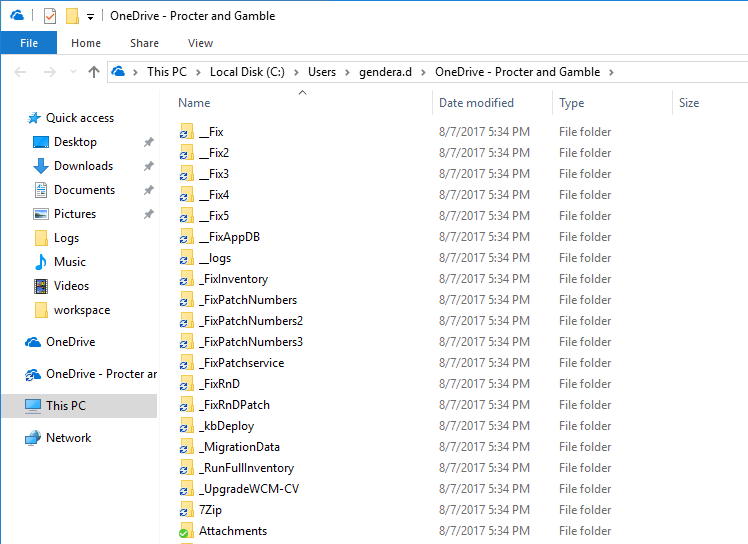 OneDrive - Procter and Gamble
File Home Share View
This PC Local Disk (C:) Users gendera.d OneDrive - Procter and Gamble
Name Date modified Type Size
Quick access
Desktop
Downloads
Documents
Pictures
Logs
Music
Videos
workspace
OneDrive
OneDrive - Procter ar
This PC
Network
__Fix 8/7/2017 5:34 PM File folder
__Fix2 8/7/2017 5:34 PM File folder
__Fix3 8/7/2017 5:34 PM File folder
__Fix4 8/7/2017 5:34 PM File folder
__Fix5 8/7/2017 5:34 PM File folder
__FixAppDB 8/7/2017 5:34 PM File folder
__logs 8/7/2017 5:34 PM File folder
_FixInventory 8/7/2017 5:34 PM File folder
_FixPatchNumbers 8/7/2017 5:34 PM File folder
_FixPatchNumbers2 8/7/2017 5:34 PM File folder
_FixPatchNumbers3 8/7/2017 5:34 PM File folder
_FixPatchservice 8/7/2017 5:34 PM File folder
_FixRnD 8/7/2017 5:34 PM File folder
_FixRnDPatch 8/7/2017 5:34 PM File folder
_kbDeploy 8/7/2017 5:34 PM File folder
_MigrationData 8/7/2017 5:34 PM File folder
_RunFullInventory 8/7/2017 5:34 PM File folder
_UpgradeWCM-CV 8/7/2017 5:34 PM File folder
7Zip 8/7/2017 5:34 PM File folder
Attachments 8/7/2017 5:34 PM File folder